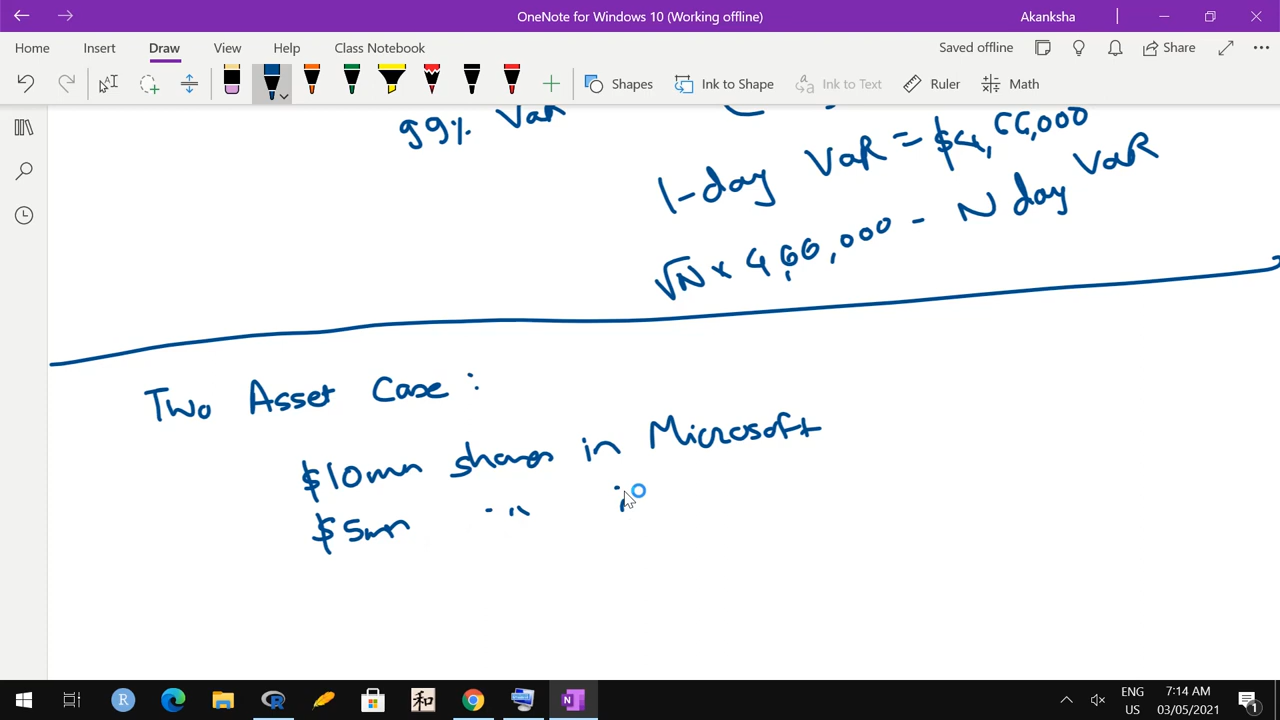 OneNote for Windows 10 (Working offline)
Akanksha
Home Insert Draw View Help Class Notebook
Saved offline Share
Shapes Ink to Shape Ink to Text Ruler Math
99% VaR
1-day VaR = $4,66,000
√N × 4,66,000 - N day VaR
Two Asset Case :
$10mn shares in Microsoft
$5mn " " i
ENG 7:14 AM
US 03/05/2021 1